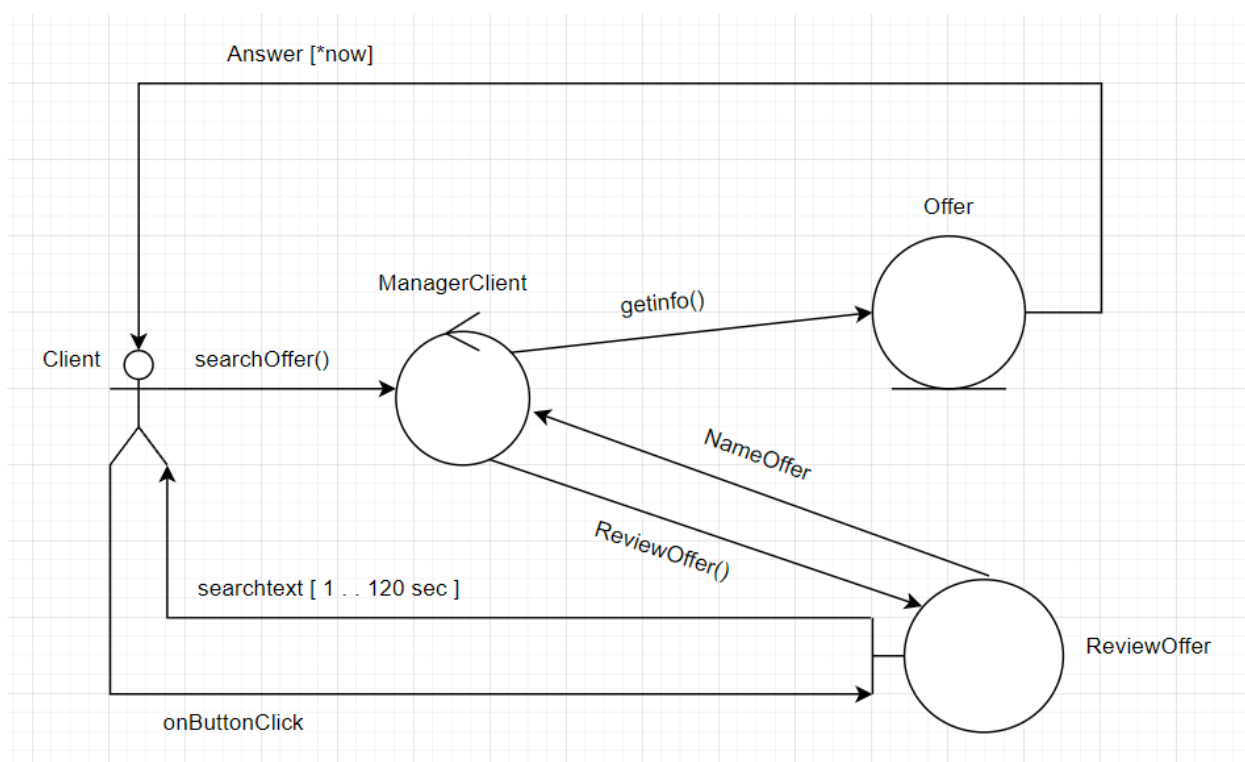 Answer [*now]
Offer
ManagerClient
getinfo()
Client
searchOffer()
NameOffer
ReviewOffer()
searchtext [ 1 . . 120 sec ]
ReviewOffer
onButtonClick